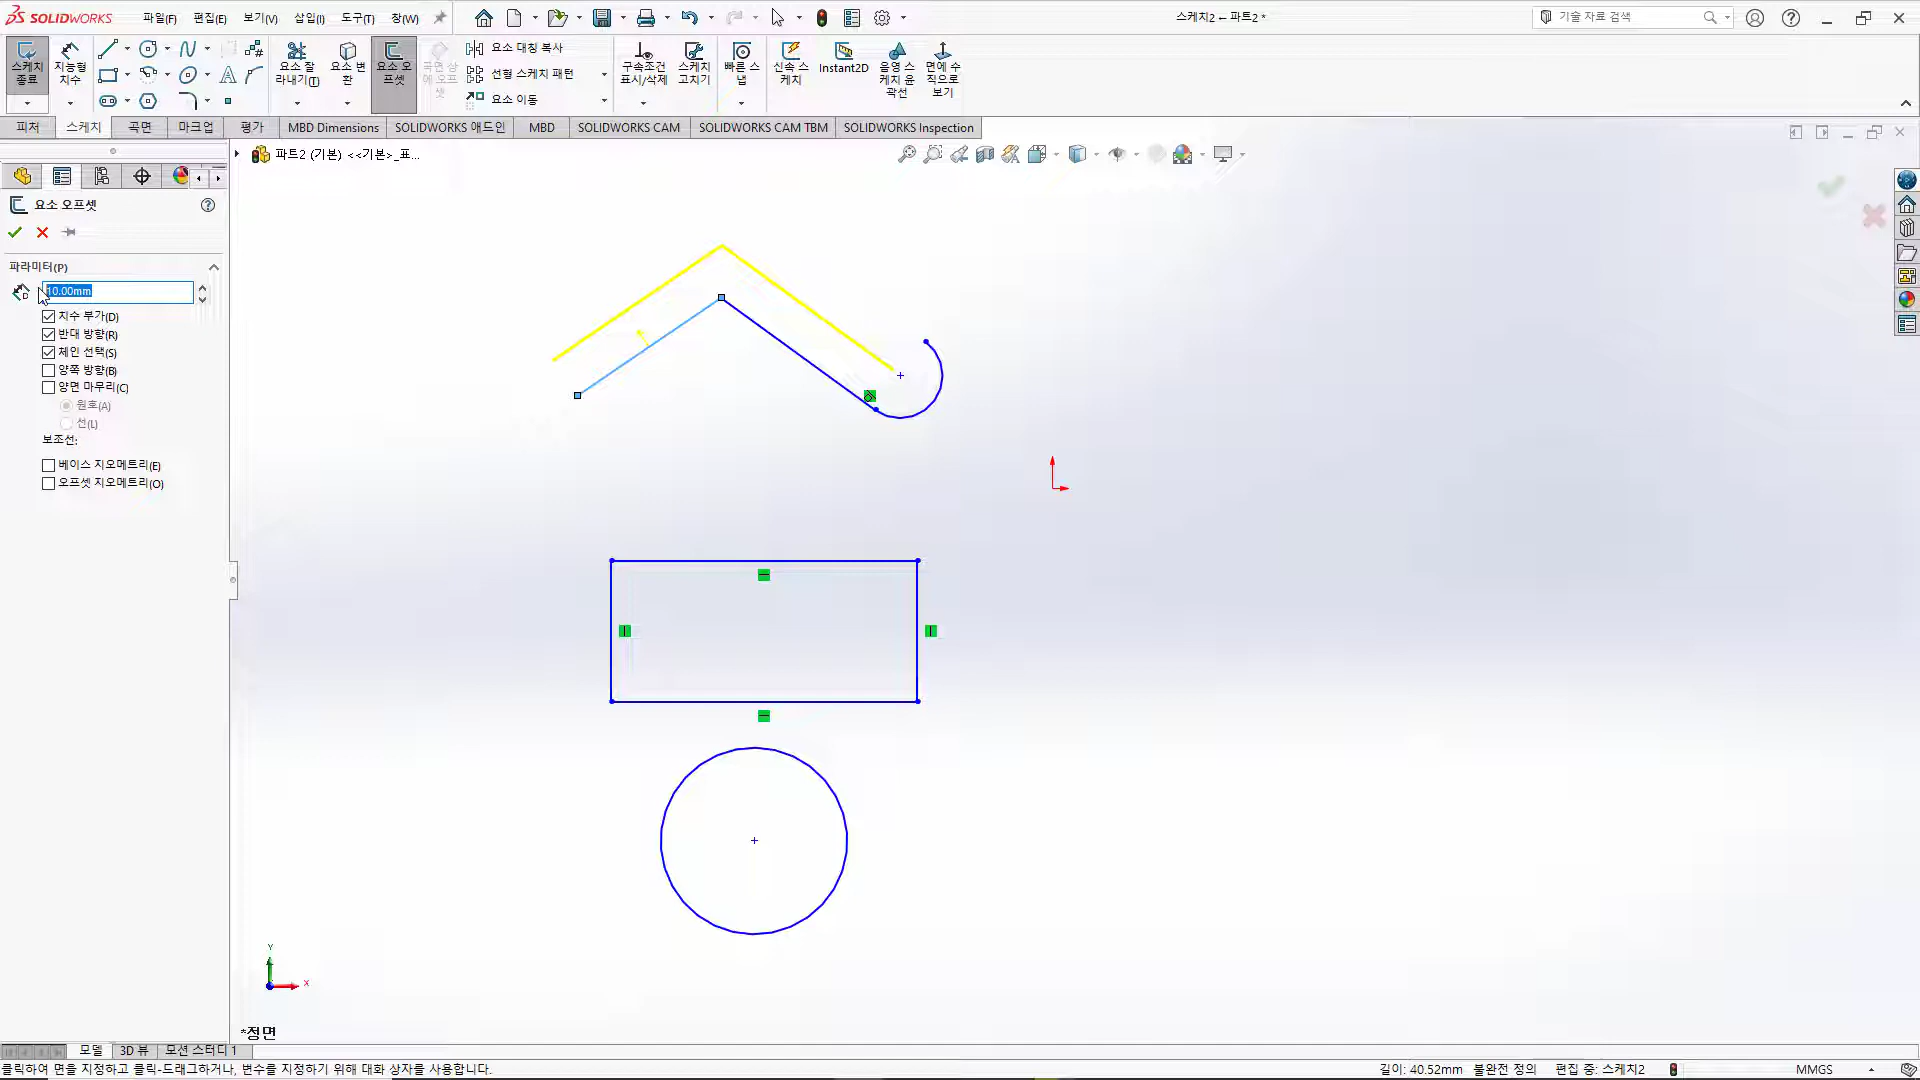 SOLIDWORKS 파일(F) 편집(E) 보기(V) 삽입(I) 도구(T) 창(W) 스케치2 ← 파트2 * 기술 자료 검색
스케치 종료
지능형 치수
요소 잘라내기(T)
요소 변환
요소 오프셋
곡면 상에 오프셋
요소 대칭 복사
선형 스케치 패턴
요소 이동
구속조건 표시/삭제
스케치 고치기
빠른 스냅
신속 스케치
Instant2D
음영 스케치 윤곽선
면에 수직으로 보기
피처 스케치 곡면 마크업 평가 MBD Dimensions SOLIDWORKS 애드인 MBD SOLIDWORKS CAM SOLIDWORKS CAM TBM SOLIDWORKS Inspection
파트2 (기본) <<기본>_표...
요소 오프셋
파라미터(P)
10.00mm
치수 부가(D)
반대 방향(R)
체인 선택(S)
양쪽 방향(B)
양면 마무리(C)
원호(A)
선(L)
보조선:
베이스 지오메트리(E)
오프셋 지오메트리(O)
Y
X
*정면
모델 3D 뷰 모션 스터디 1
클릭하여 면을 지정하고 클릭-드래그하거나, 변수를 지정하기 위해 대화 상자를 사용합니다. 길이: 40.52mm 불완전 정의 편집 중: 스케치2 MMGS